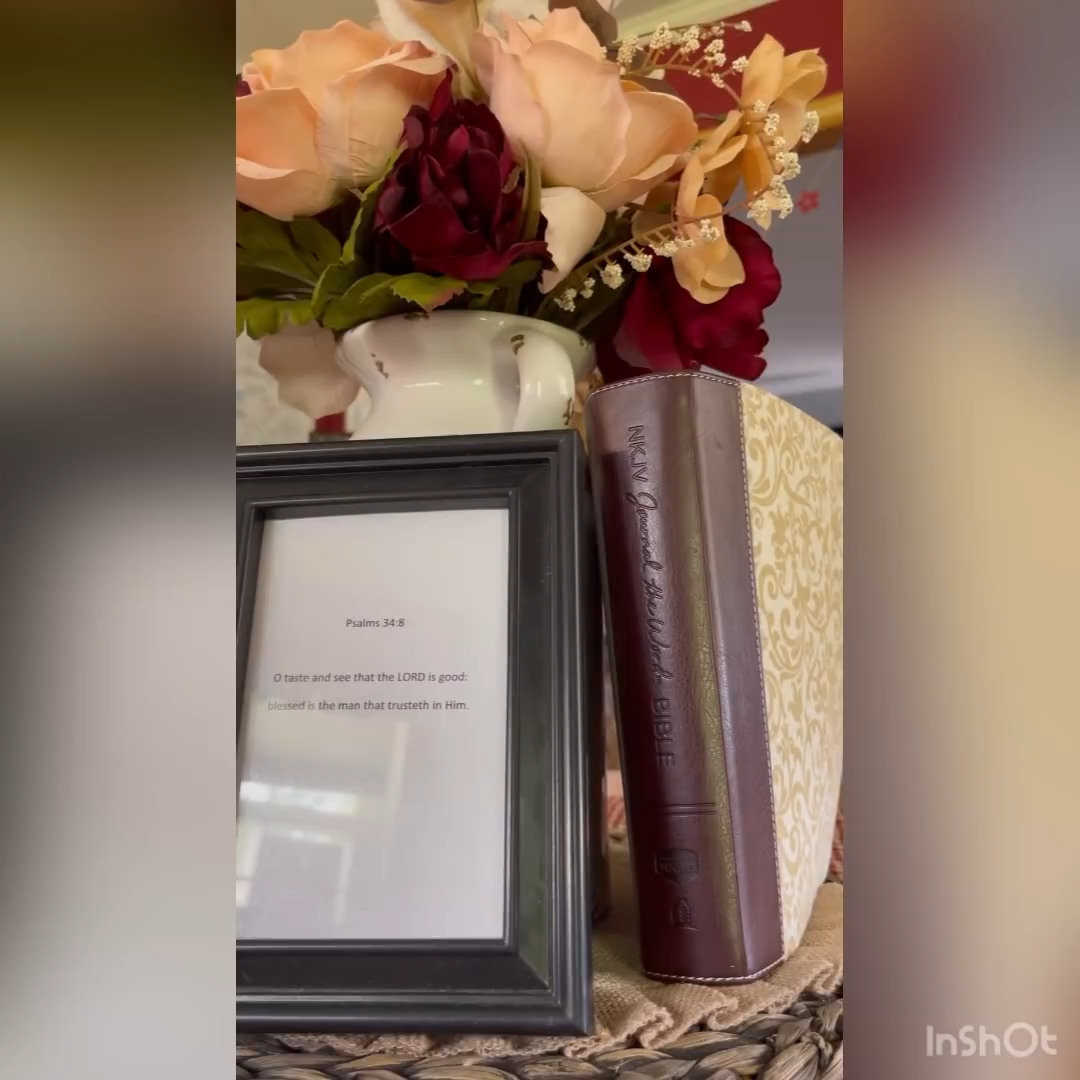 Psalms 34:8
O taste and see that the LORD is good:
blessed is the man that trusteth in Him.
NKJV Journal the Word BIBLE
InShOt